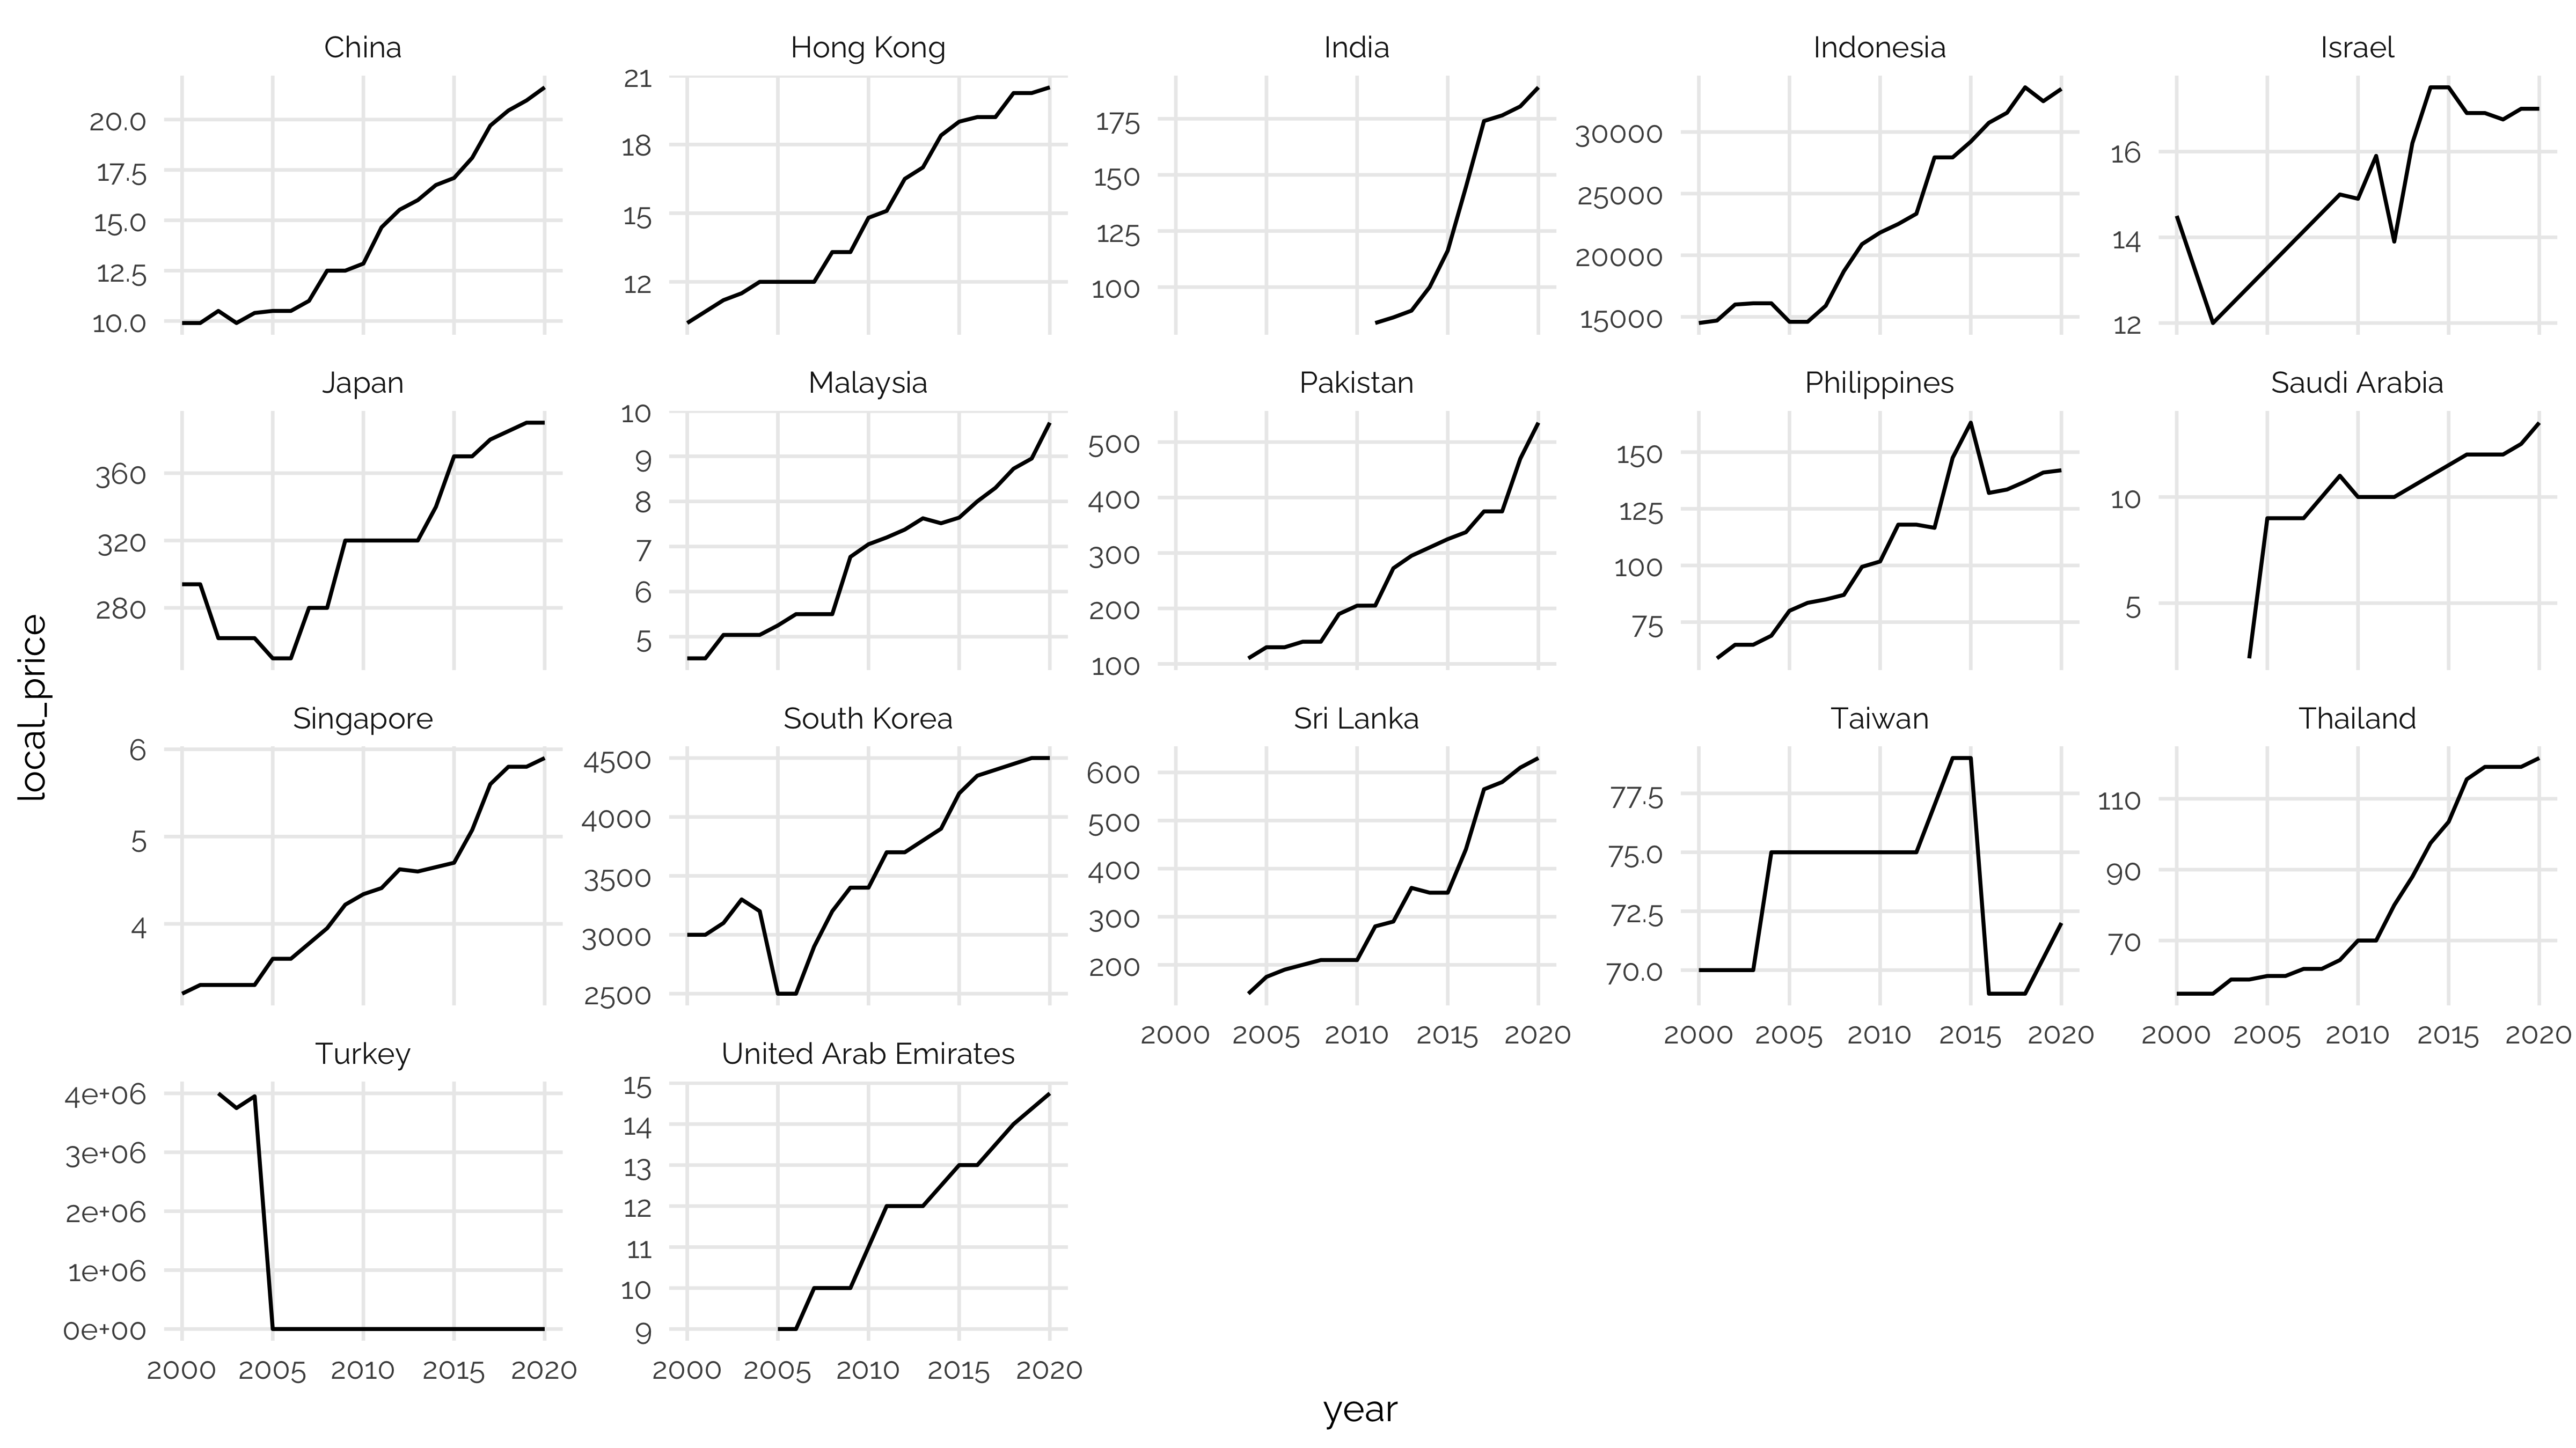 China
Hong Kong
India
Indonesia
Israel
20.0
17.5
15.0
12.5
10.0
21
18
15
12
175
150
125
100
30000
25000
20000
15000
16
14
12
Japan
Malaysia
Pakistan
Philippines
Saudi Arabia
360
320
280
10
9
8
7
6
5
500
400
300
200
100
150
125
100
75
10
5
local_price
Singapore
South Korea
Sri Lanka
Taiwan
Thailand
6
5
4
4500
4000
3500
3000
2500
600
500
400
300
200
77.5
75.0
72.5
70.0
110
90
70
2000 2005 2010 2015 2020
2000 2005 2010 2015 2020
2000 2005 2010 2015 2020
Turkey
United Arab Emirates
4e+06
3e+06
2e+06
1e+06
0e+00
15
14
13
12
11
10
9
2000 2005 2010 2015 2020
2000 2005 2010 2015 2020
year